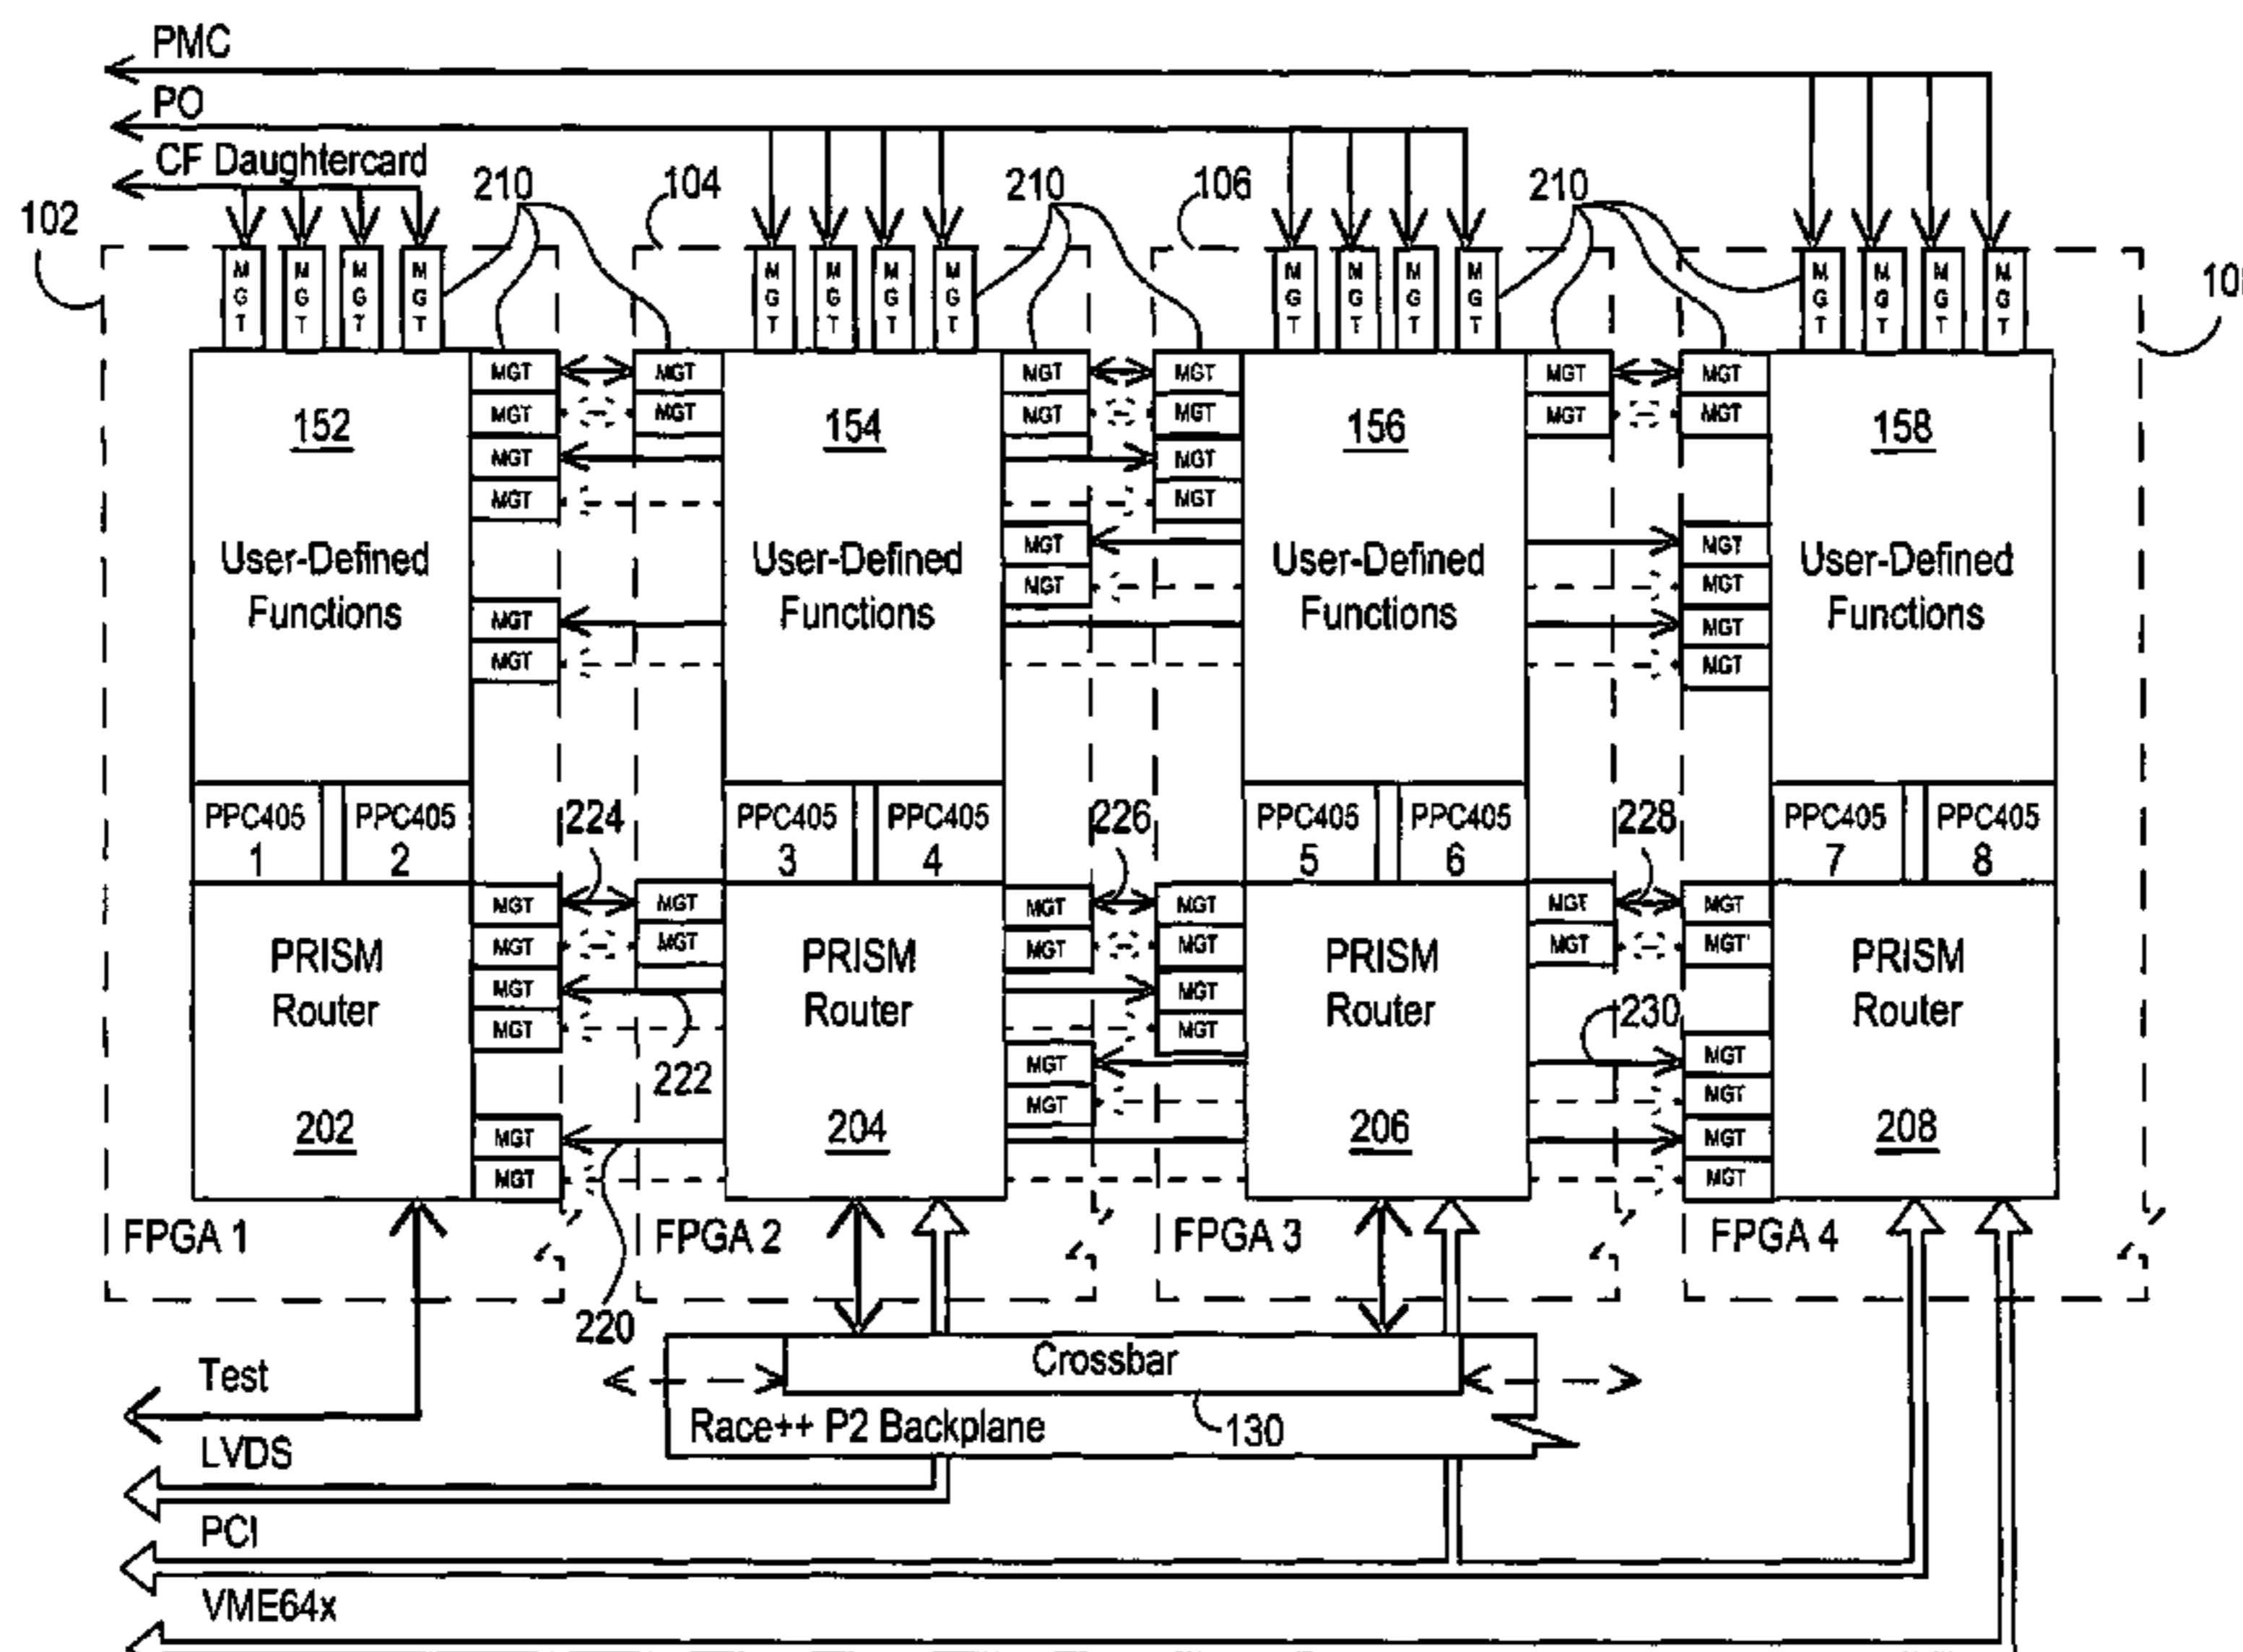 PMC
PO
CF Daughtercard
102
210
104
210
106
210
MGT MGT MGT MGT MGT MGT MGT MGT MGT MGT MGT MGT MGT MGT MGT MGT
MGT MGT MGT MGT MGT MGT
MGT MGT MGT MGT MGT MGT
152 154 156 158
MGT MGT
MGT MGT
MGT MGT
User-Defined Functions
User-Defined Functions
User-Defined Functions
User-Defined Functions
MGT MGT
MGT MGT
MGT MGT
PPC405 1
PPC405 2
224
PPC405 3
PPC405 4
226
PPC405 5
PPC405 6
228
PPC405 7
PPC405 8
MGT MGT MGT MGT MGT MGT
MGT MGT MGT MGT MGT MGT
PRISM Router
PRISM Router
PRISM Router
PRISM Router
MGT MGT
MGT MGT
230
222
MGT MGT
MGT MGT
202 204 206 208
MGT MGT
MGT MGT
FPGA 1
FPGA 2
FPGA 3
FPGA 4
220
Crossbar
Race++ P2 Backplane
130
Test
LVDS
PCI
VME64x